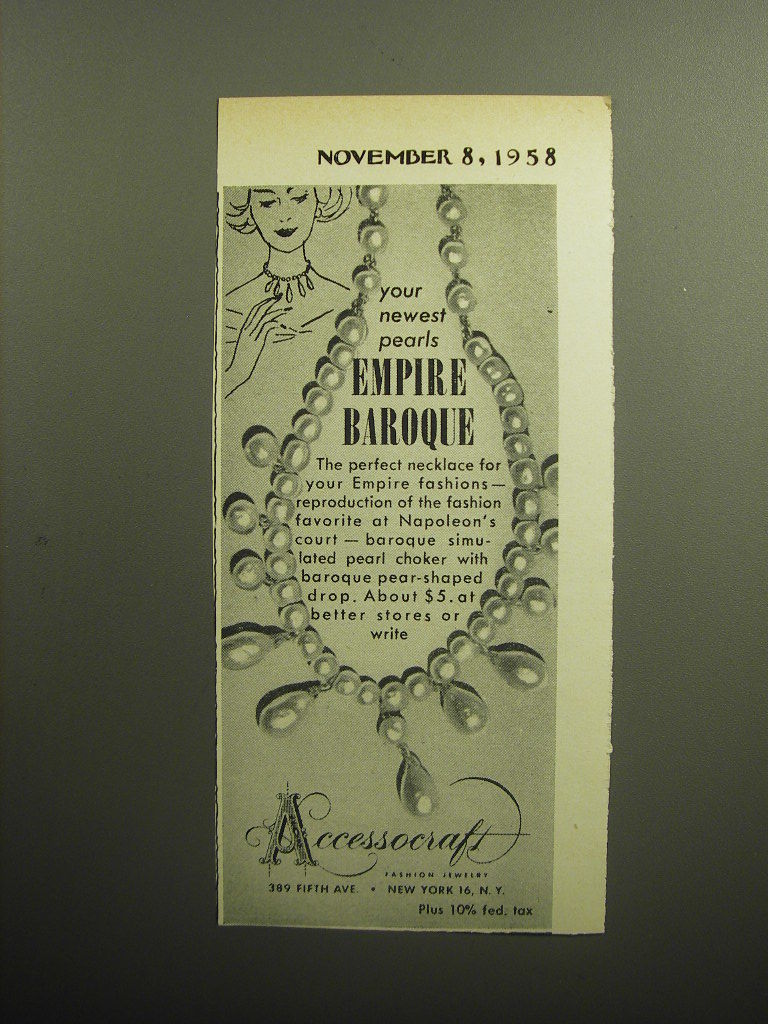 NOVEMBER 8, 1958
your
newest
pearls
EMPIRE
BAROQUE
The perfect necklace for
your Empire fashions—
reproduction of the fashion
favorite at Napoleon's
court — baroque simu-
lated pearl choker with
baroque pear-shaped
drop. About $5. at
better stores or
write
Accessocraft
FASHION JEWELRY
389 FIFTH AVE. • NEW YORK 16, N. Y.
Plus 10% fed. tax